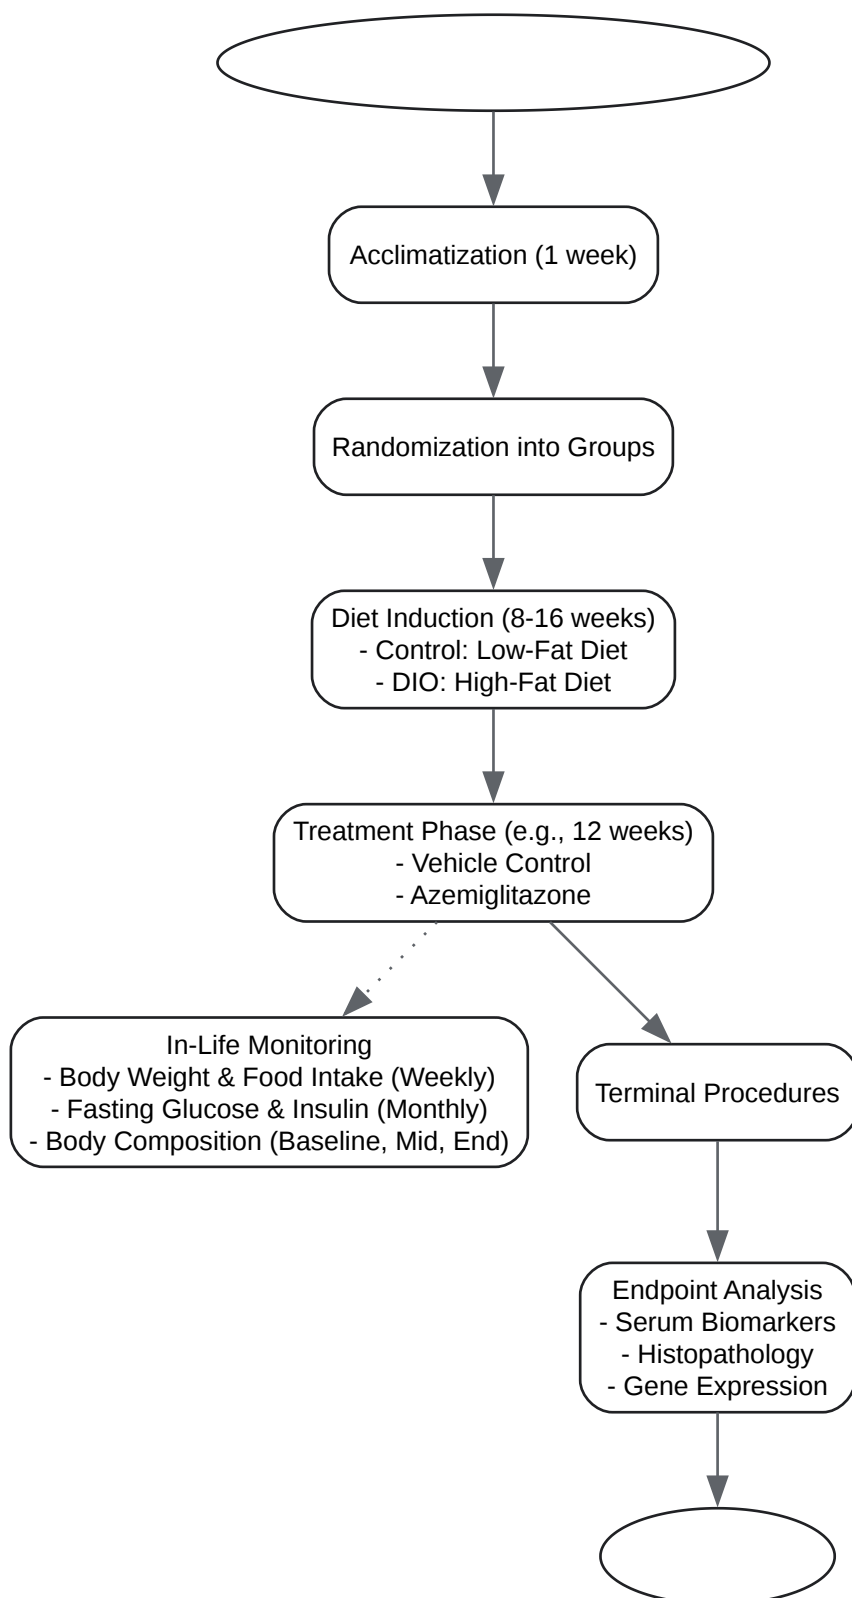 Acclimatization (1 week)
Randomization into Groups
Diet Induction (8-16 weeks)
- Control: Low-Fat Diet
- DIO: High-Fat Diet
Treatment Phase (e.g., 12 weeks)
- Vehicle Control
- Azemiglitazone
In-Life Monitoring
- Body Weight & Food Intake (Weekly)
- Fasting Glucose & Insulin (Monthly)
- Body Composition (Baseline, Mid, End)
Terminal Procedures
Endpoint Analysis
- Serum Biomarkers
- Histopathology
- Gene Expression